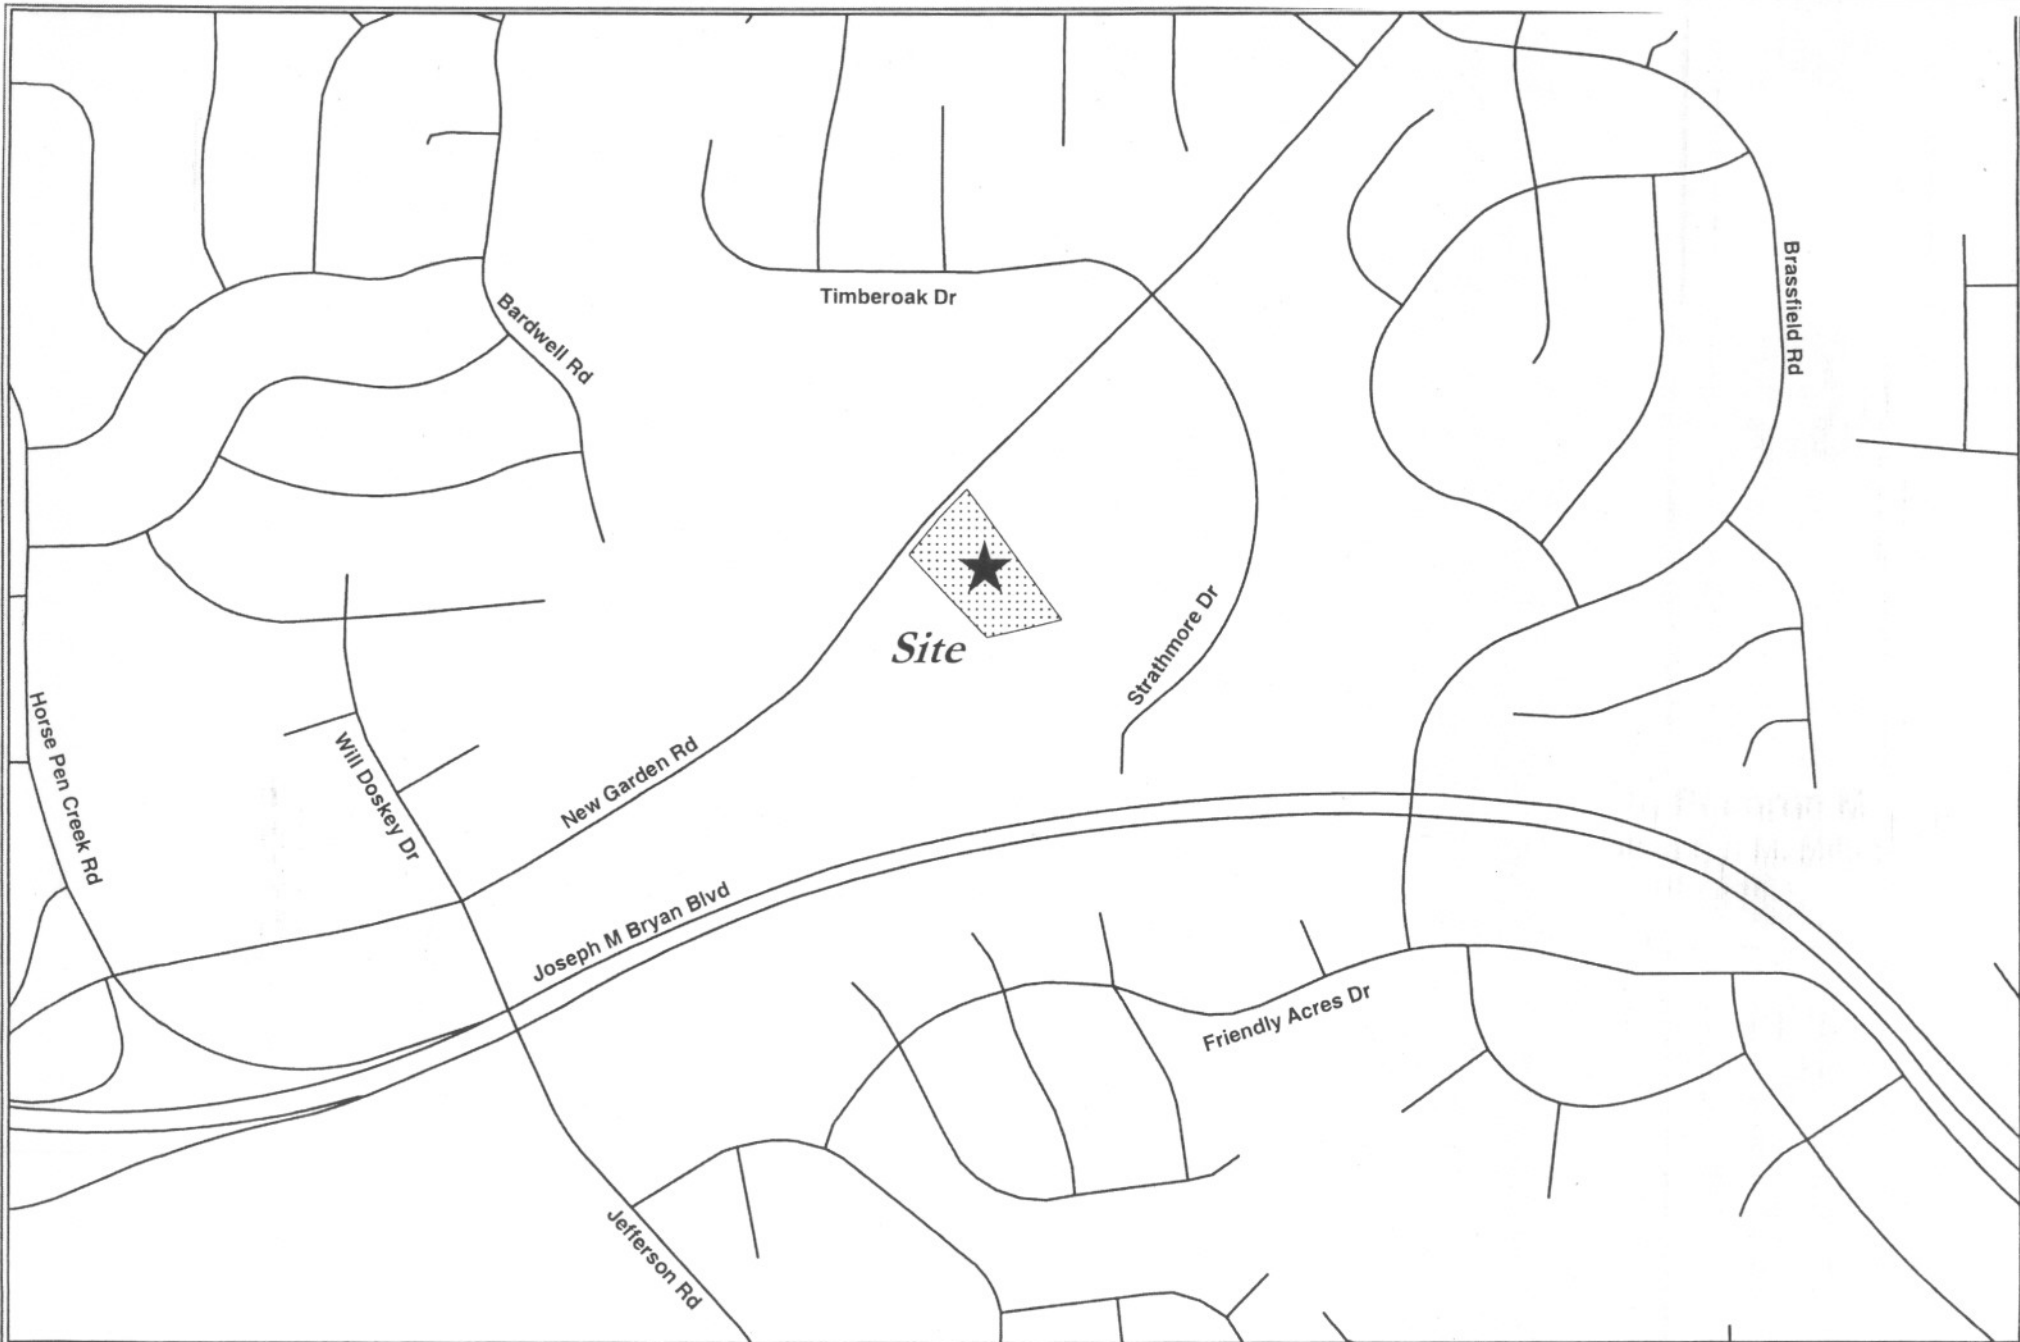 Timberoak Dr
Bardwell Rd
Brassfield Rd
Site
Strathmore Dr
Horse Pen Creek Rd
Will Doskey Dr
New Garden Rd
Joseph M Bryan Blvd
Friendly Acres Dr
Jefferson Rd